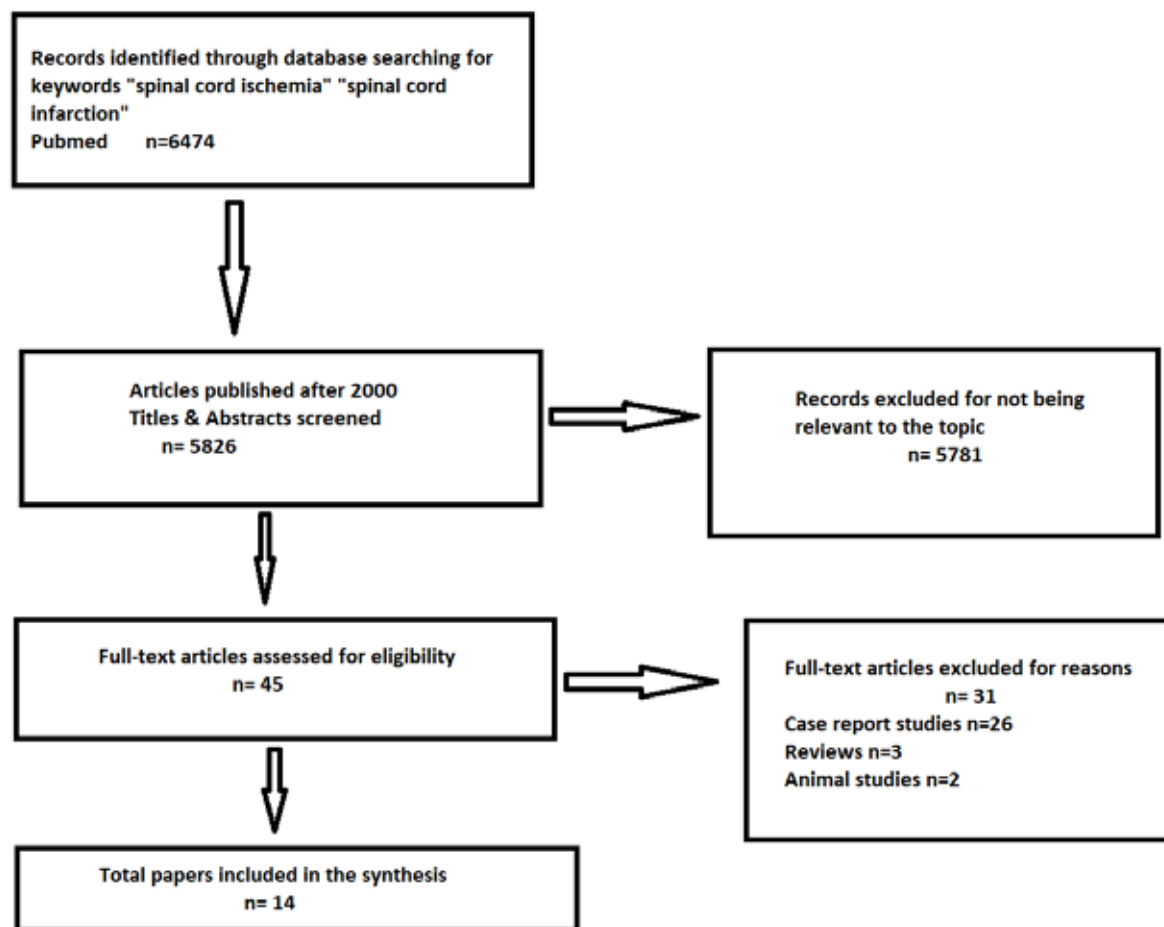 Records identified through database searching for
keywords "spinal cord ischemia" "spinal cord
infarction"
Pubmed n=6474
Articles published after 2000
Titles & Abstracts screened
n= 5826
Records excluded for not being
relevant to the topic
n= 5781
Full-text articles assessed for eligibility
n= 45
Full-text articles excluded for reasons
n= 31
Case report studies n=26
Reviews n=3
Animal studies n=2
Total papers included in the synthesis
n= 14